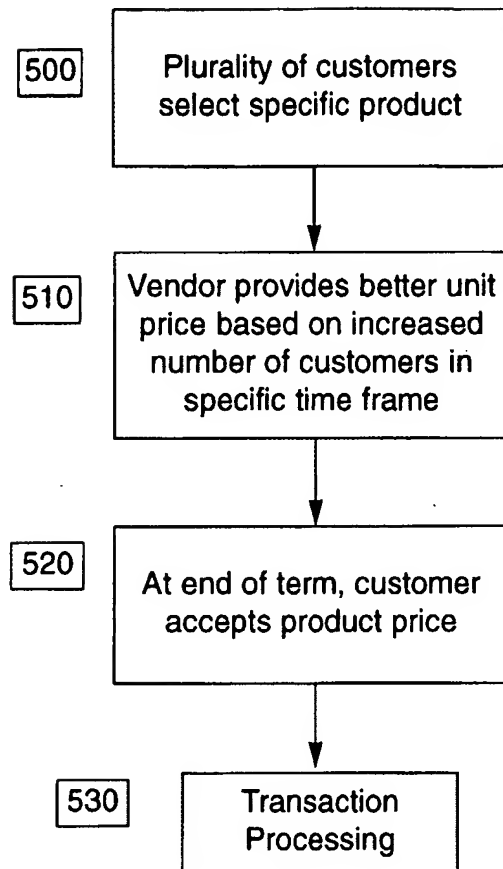 500
Plurality of customers
select specific product
510
Vendor provides better unit
price based on increased
number of customers in
specific time frame
520
At end of term, customer
accepts product price
530
Transaction
Processing